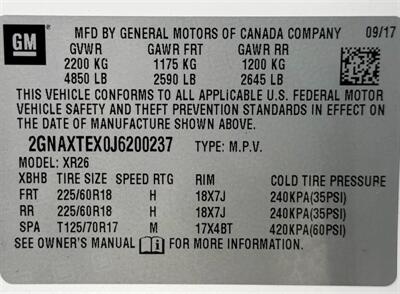 GM
MFD BY GENERAL MOTORS OF CANADA COMPANY
GVWR GAWR FRT GAWR RR 09/17
2200 KG 1175 KG 1200 KG
4850 LB 2590 LB 2645 LB
THIS VEHICLE CONFORMS TO ALL APPLICABLE U.S. FEDERAL MOTOR
VEHICLE SAFETY AND THEFT PREVENTION STANDARDS IN EFFECT ON
THE DATE OF MANUFACTURE SHOWN ABOVE.
2GNAXTEX0J6200237 TYPE: M.P.V.
MODEL: XR26
XBHB TIRE SIZE SPEED RTG RIM COLD TIRE PRESSURE
FRT 225/60R18 H 18X7J 240KPA(35PSI)
RR 225/60R18 H 18X7J 240KPA(35PSI)
SPA T125/70R17 M 17X4BT 420KPA(60PSI)
SEE OWNER'S MANUAL FOR MORE INFORMATION.